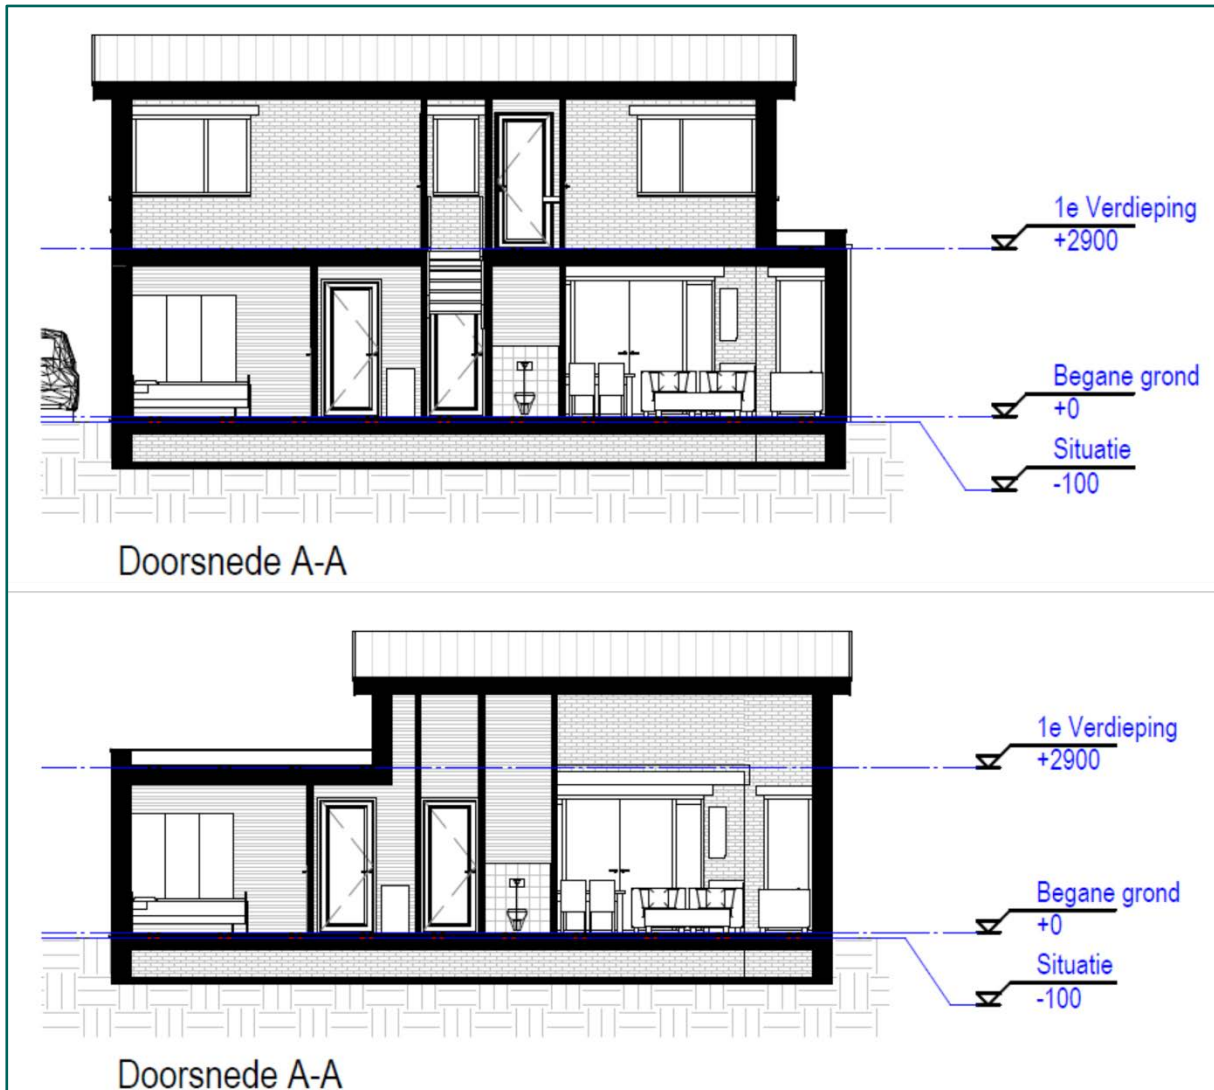 1e Verdieping
+2900
Begane grond
+0
Situatie
-100
Doorsnede A-A
1e Verdieping
+2900
Begane grond
+0
Situatie
-100
Doorsnede A-A